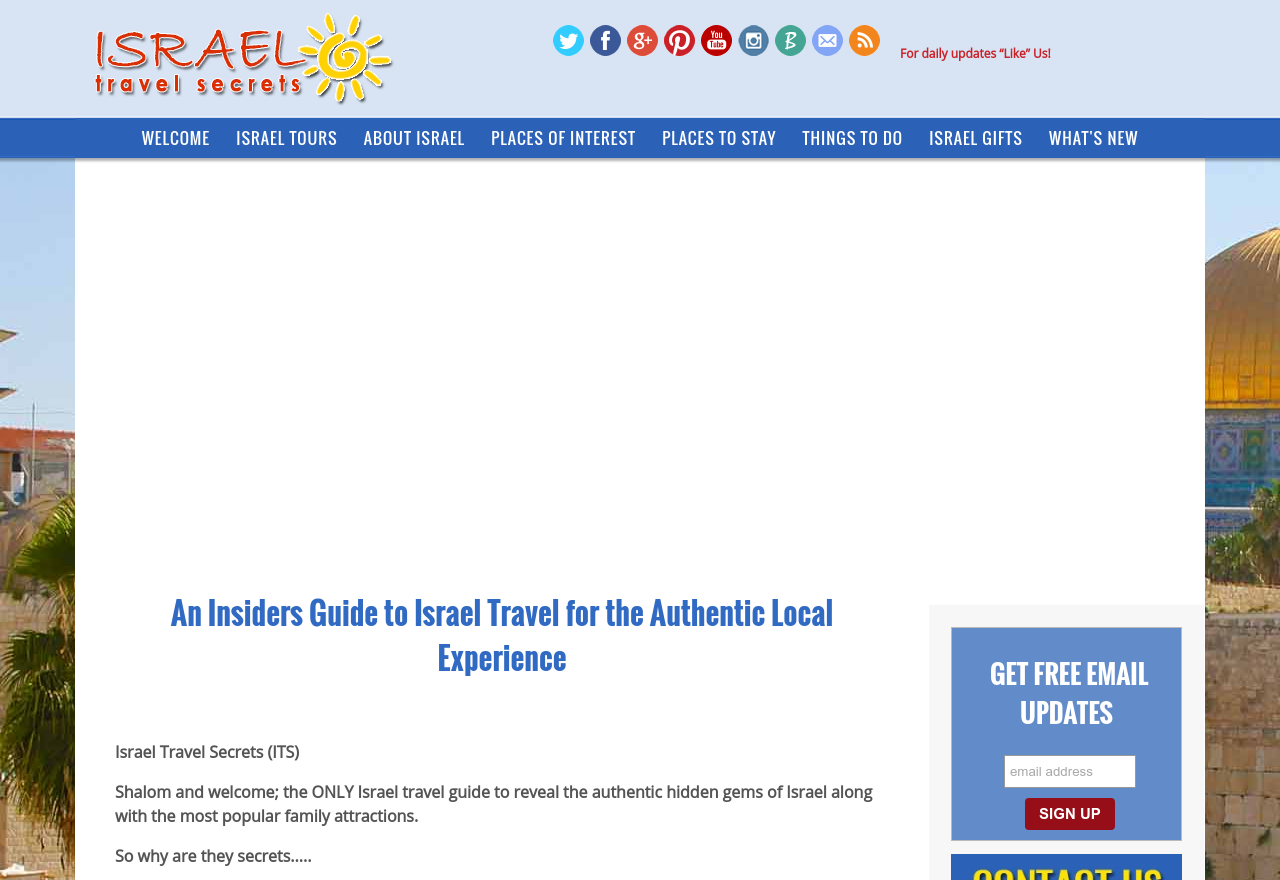 ISRAEL
travel secrets
You
Tube
For daily updates “Like” Us!
WELCOME ISRAEL TOURS ABOUT ISRAEL PLACES OF INTEREST PLACES TO STAY THINGS TO DO ISRAEL GIFTS WHAT'S NEW
An Insiders Guide to Israel Travel for the Authentic Local
Experience
Israel Travel Secrets (ITS)
Shalom and welcome; the ONLY Israel travel guide to reveal the authentic hidden gems of Israel along
with the most popular family attractions.
So why are they secrets.....
GET FREE EMAIL
UPDATES
email address
SIGN UP
CONTACT US